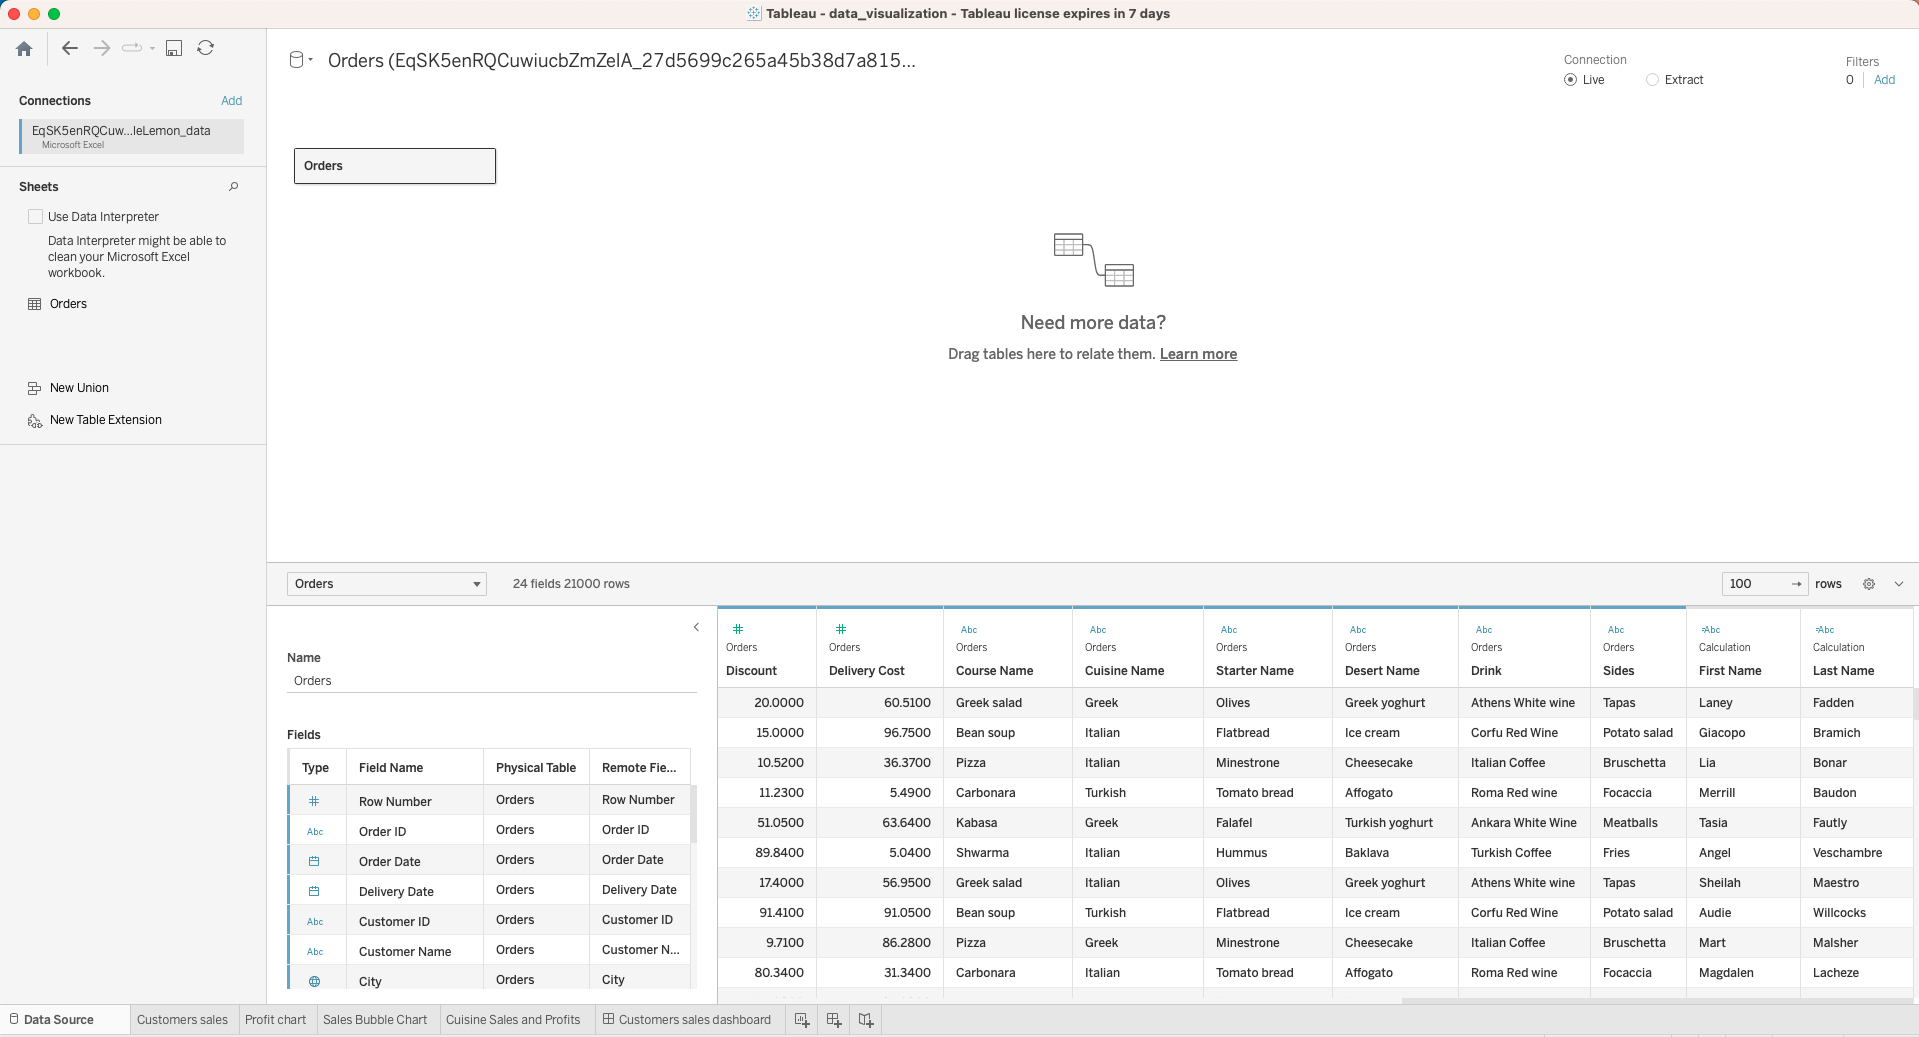 Tableau - data_visualization - Tableau license expires in 7 days
Connections Add
EqSK5enRQCuw...leLemon_data
Microsoft Excel
Sheets
Use Data Interpreter
Data Interpreter might be able to
clean your Microsoft Excel
workbook.
Orders
New Union
New Table Extension
Orders (EqSK5enRQCuwiucbZmZeIA_27d5699c265a45b38d7a815...
Connection
Live Extract
Filters
0 Add
Orders
Need more data?
Drag tables here to relate them. Learn more
Orders 24 fields 21000 rows 100 rows
Name
Orders
Fields
Type Field Name Physical Table Remote Fie...
# Row Number Orders Row Number
Abc Order ID Orders Order ID
Order Date Orders Order Date
Delivery Date Orders Delivery Date
Abc Customer ID Orders Customer ID
Abc Customer Name Orders Customer N...
City Orders City
# # Abc Abc Abc Abc Abc Abc =Abc =Abc
Orders Orders Orders Orders Orders Orders Orders Orders Calculation Calculation
Discount Delivery Cost Course Name Cuisine Name Starter Name Desert Name Drink Sides First Name Last Name
20.0000 60.5100 Greek salad Greek Olives Greek yoghurt Athens White wine Tapas Laney Fadden
15.0000 96.7500 Bean soup Italian Flatbread Ice cream Corfu Red Wine Potato salad Giacopo Bramich
10.5200 36.3700 Pizza Italian Minestrone Cheesecake Italian Coffee Bruschetta Lia Bonar
11.2300 5.4900 Carbonara Turkish Tomato bread Affogato Roma Red wine Focaccia Merrill Baudon
51.0500 63.6400 Kabasa Greek Falafel Turkish yoghurt Ankara White Wine Meatballs Tasia Fautly
89.8400 5.0400 Shwarma Italian Hummus Baklava Turkish Coffee Fries Angel Veschambre
17.4000 56.9500 Greek salad Italian Olives Greek yoghurt Athens White wine Tapas Sheilah Maestro
91.4100 91.0500 Bean soup Turkish Flatbread Ice cream Corfu Red Wine Potato salad Audie Willcocks
9.7100 86.2800 Pizza Greek Minestrone Cheesecake Italian Coffee Bruschetta Mart Malsher
80.3400 31.3400 Carbonara Italian Tomato bread Affogato Roma Red wine Focaccia Magdalen Lacheze
Data Source Customers sales Profit chart Sales Bubble Chart Cuisine Sales and Profits Customers sales dashboard